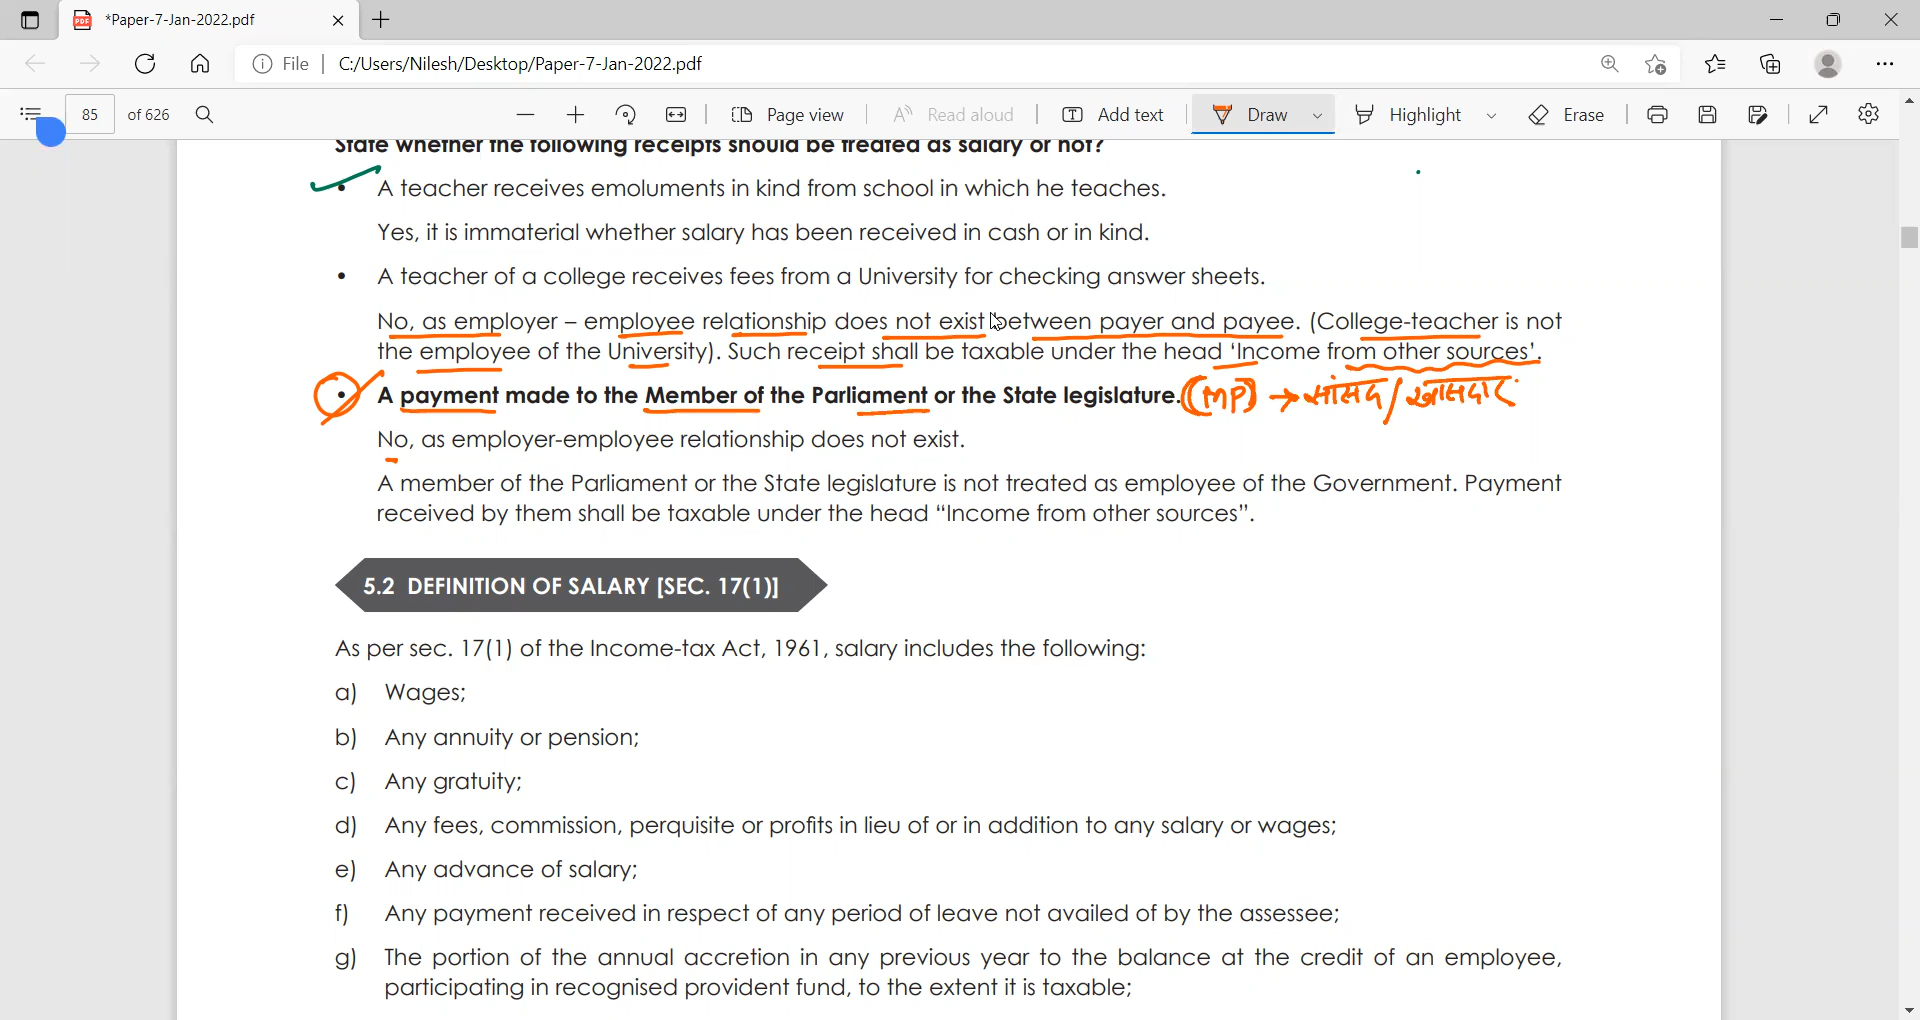 *Paper-7-Jan-2022.pdf
File | C:/Users/Nilesh/Desktop/Paper-7-Jan-2022.pdf
85 of 626 Page view Read aloud Add text Draw Highlight Erase
State whether the following receipts should be treated as salary or not?
• A teacher receives emoluments in kind from school in which he teaches.
Yes, it is immaterial whether salary has been received in cash or in kind.
• A teacher of a college receives fees from a University for checking answer sheets.
No, as employer – employee relationship does not exist between payer and payee. (College-teacher is not
the employee of the University). Such receipt shall be taxable under the head ‘Income from other sources’.
• A payment made to the Member of the Parliament or the State legislature. (MP) → सांसद / खासदार
No, as employer-employee relationship does not exist.
A member of the Parliament or the State legislature is not treated as employee of the Government. Payment
received by them shall be taxable under the head “Income from other sources”.
5.2 DEFINITION OF SALARY [SEC. 17(1)]
As per sec. 17(1) of the Income-tax Act, 1961, salary includes the following:
a) Wages;
b) Any annuity or pension;
c) Any gratuity;
d) Any fees, commission, perquisite or profits in lieu of or in addition to any salary or wages;
e) Any advance of salary;
f) Any payment received in respect of any period of leave not availed of by the assessee;
g) The portion of the annual accretion in any previous year to the balance at the credit of an employee,
participating in recognised provident fund, to the extent it is taxable;